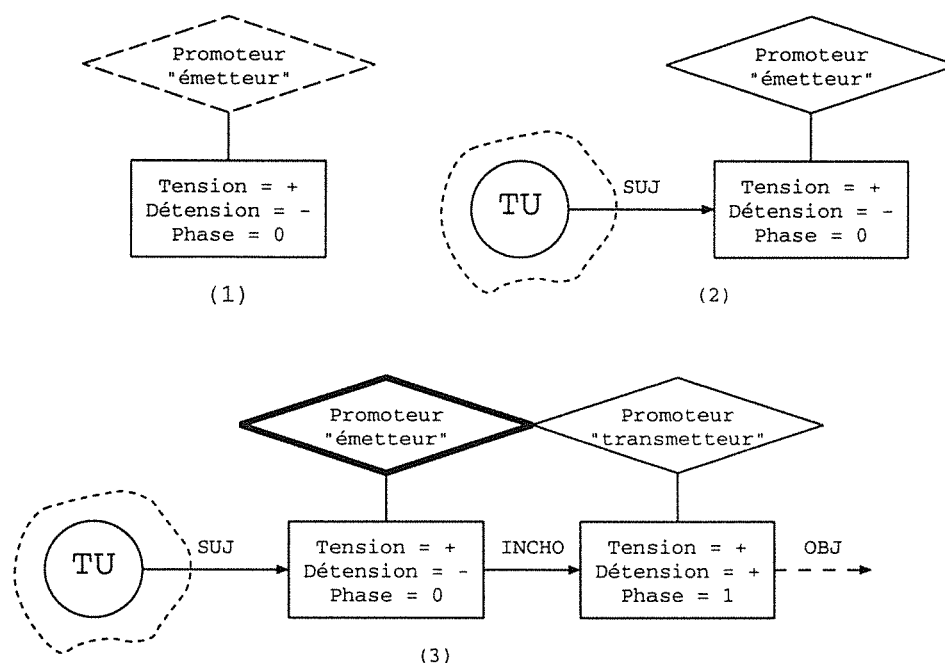 Promoteur
"émetteur"
Tension = +
Détension = -
Phase = 0
(1)
Promoteur
"émetteur"
TU
SUJ
Tension = +
Détension = -
Phase = 0
(2)
Promoteur
"émetteur"
Promoteur
"transmetteur"
TU
SUJ
Tension = +
Détension = -
Phase = 0
INCHO
Tension = +
Détension = +
Phase = 1
OBJ
(3)